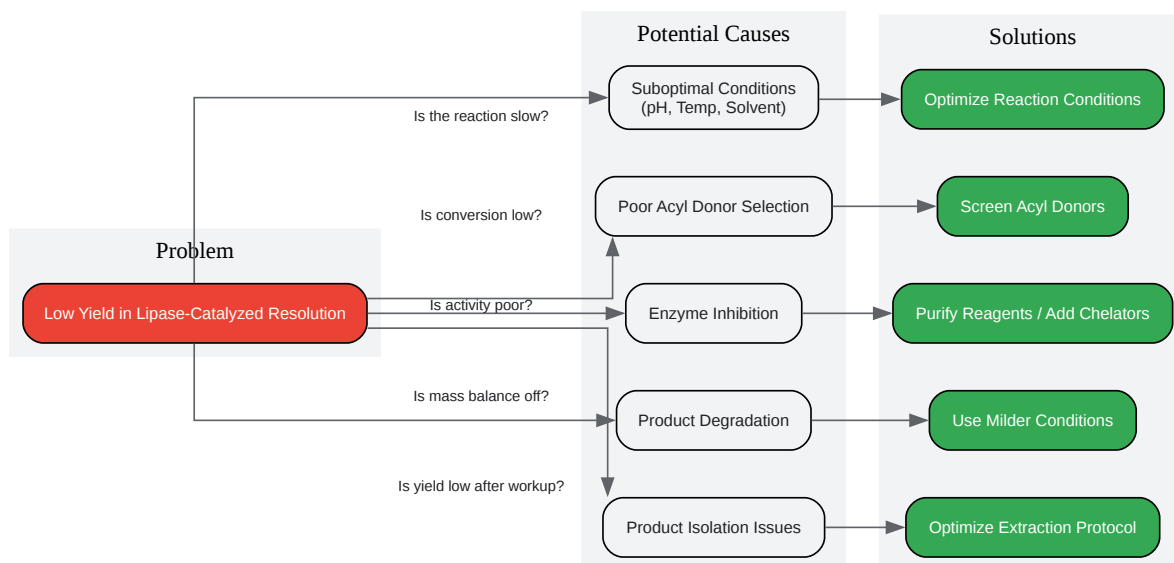 Potential Causes
Solutions
Suboptimal Conditions
(pH, Temp, Solvent)
Optimize Reaction Conditions
Is the reaction slow?
Poor Acyl Donor Selection
Screen Acyl Donors
Is conversion low?
Problem
Low Yield in Lipase-Catalyzed Resolution
Is activity poor?
Enzyme Inhibition
Purify Reagents / Add Chelators
Is mass balance off?
Product Degradation
Use Milder Conditions
Is yield low after workup?
Product Isolation Issues
Optimize Extraction Protocol